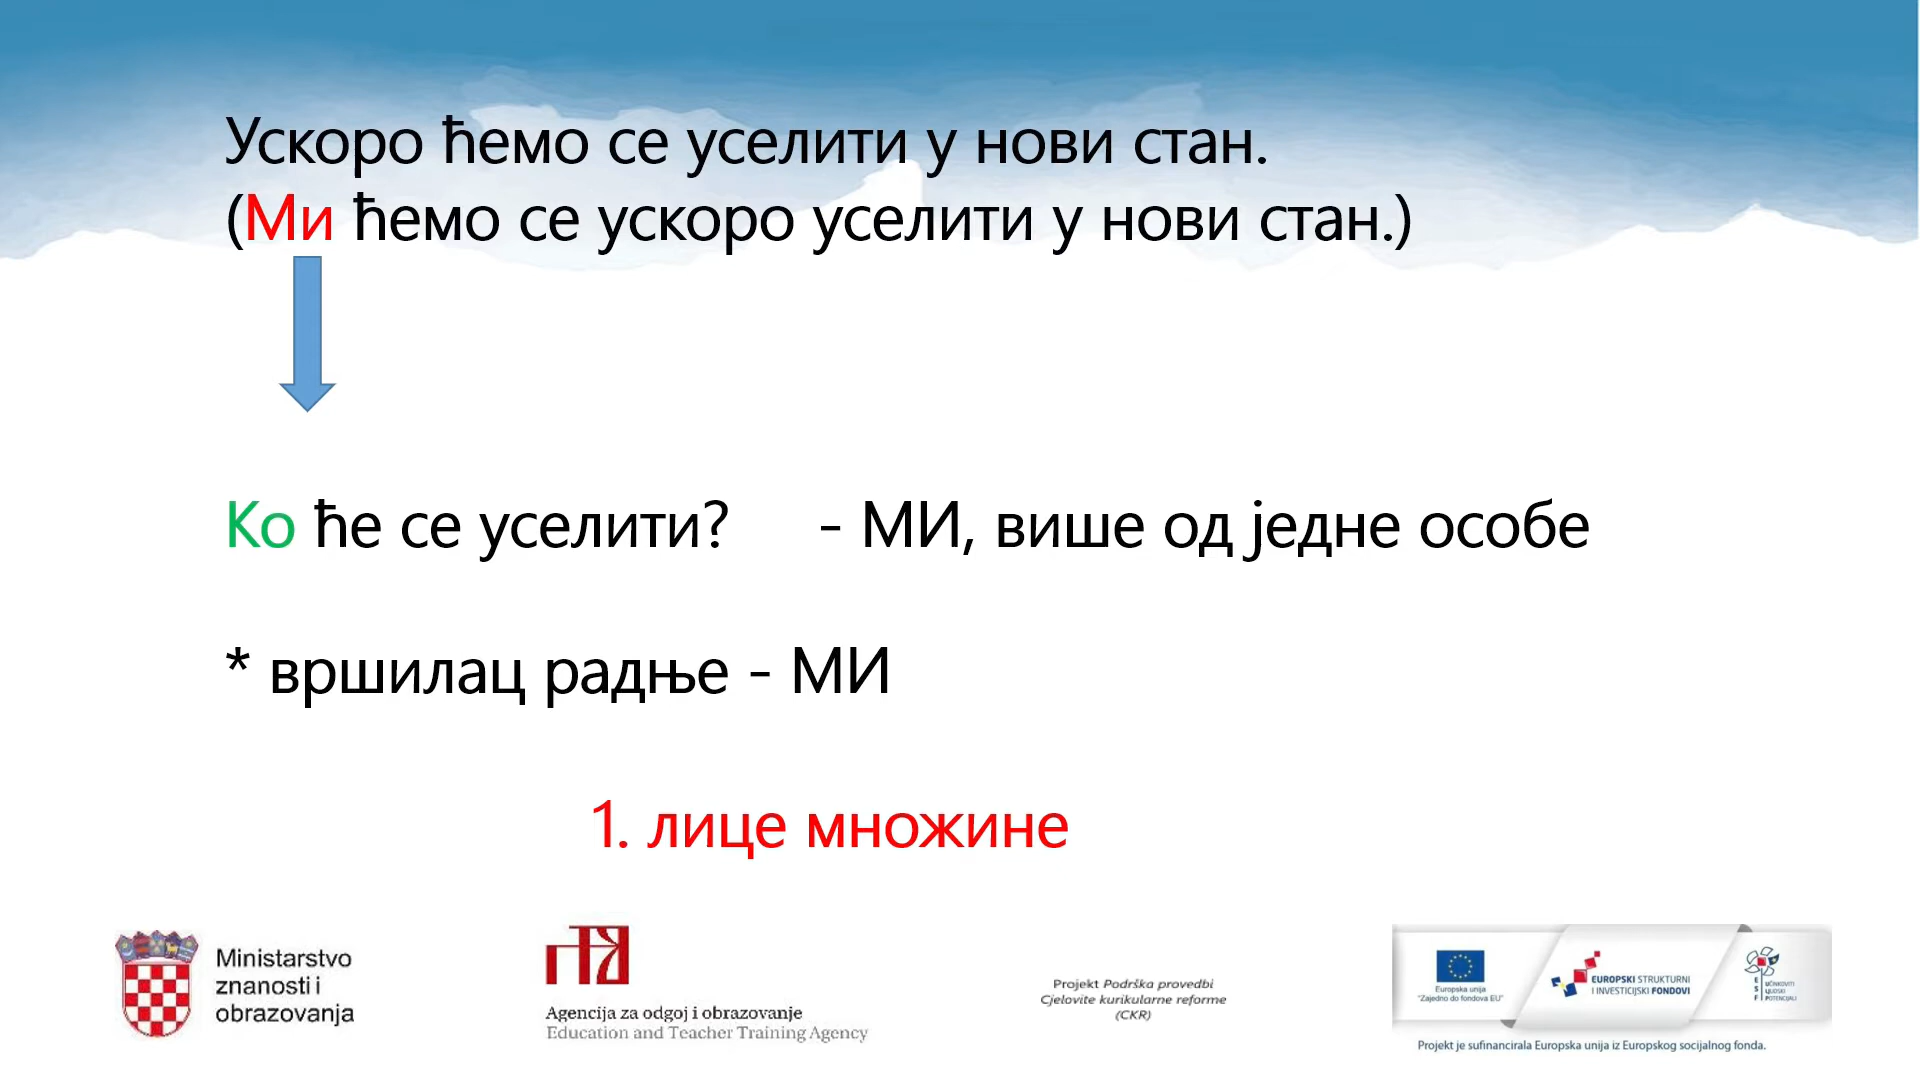 Ускоро ћемо се уселити у нови стан.
(Ми ћемо се ускоро уселити у нови стан.)
Ко ће се уселити? - МИ, више од једне особе
* вршилац радње - МИ
1. лице множине
Ministarstvo
znanosti i
obrazovanja
Agencija za odgoj i obrazovanje
Education and Teacher Training Agency
Projekt Podrška provedbi
Cjelovite kurikularne reforme
(CKR)
Europska unija
"Zajedno do fondova EU"
EUROPSKI STRUKTURNI
I INVESTICIJSKI FONDOVI
ESF
UČINKOVITI
LJUDSKI
POTENCIJALI
Projekt je sufinancirala Europska unija iz Europskog socijalnog fonda.